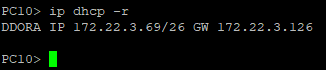 PC10> ip dhcp -r
DDORA IP 172.22.3.69/26 GW 172.22.3.126
PC10>